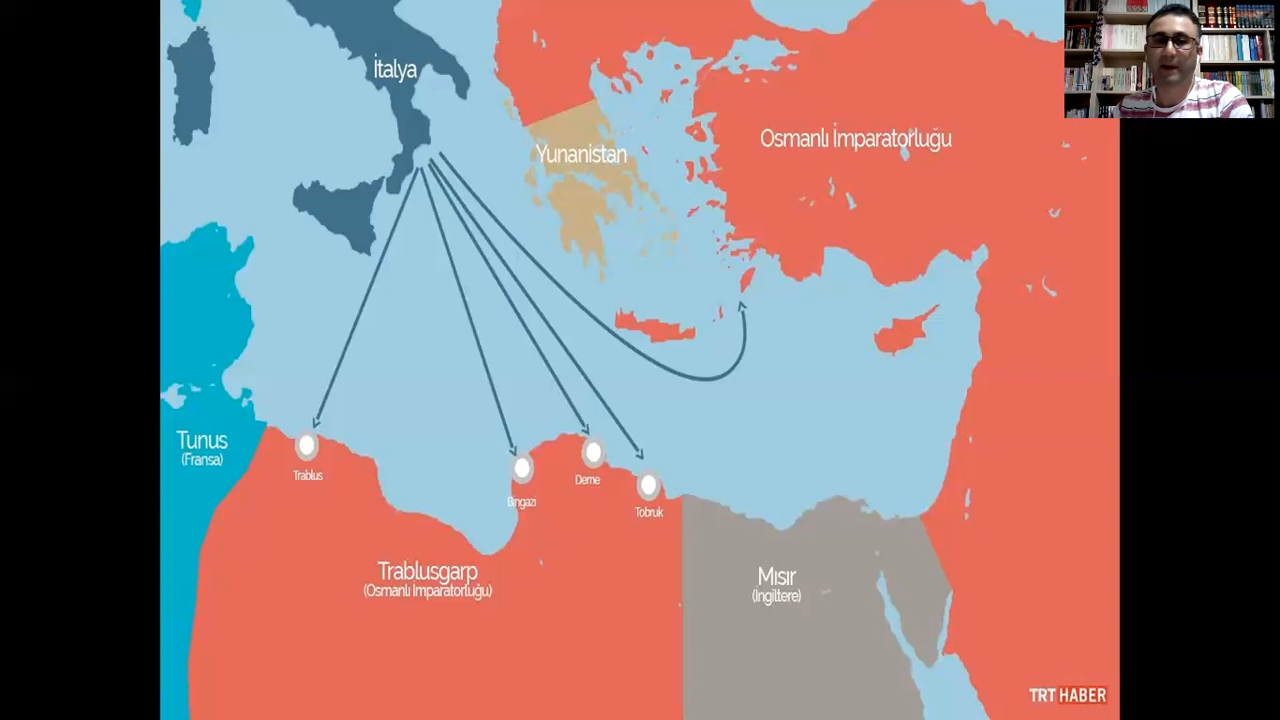 İtalya
Yunanistan
Osmanlı İmparatorluğu
Tunus
(Fransa)
Trablus
Bingazi
Derne
Tobruk
Trablusgarp
(Osmanlı İmparatorluğu)
Mısır
(İngiltere)
TRT HABER